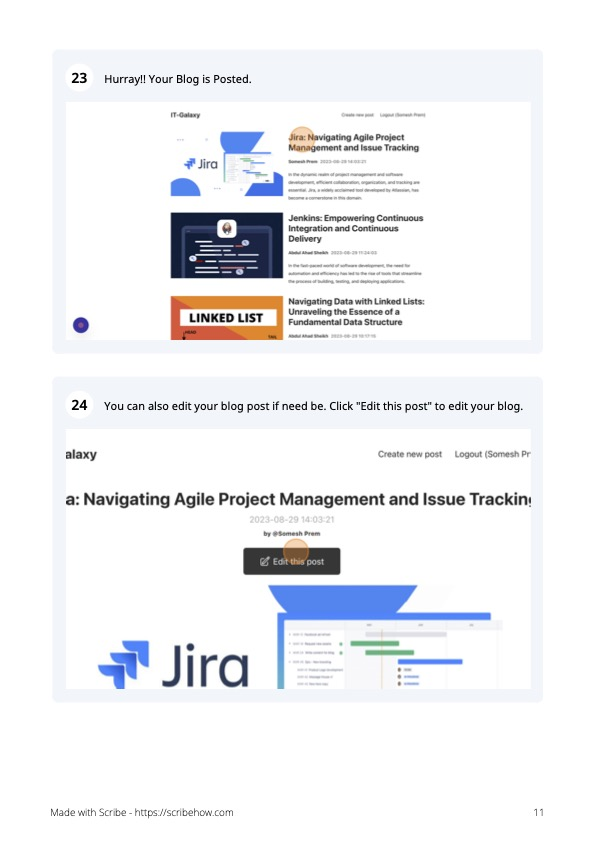 23 Hurray!! Your Blog is Posted.
IT-Galaxy
Create new post Logout (Somesh Prem)
Jira: Navigating Agile Project
Management and Issue Tracking
Somesh Prem 2023-08-29 14:03:21
In the dynamic realm of project management and software
development, efficient collaboration, organization, and tracking are
essential. Jira, a widely acclaimed tool developed by Atlassian, has
become a cornerstone in this domain.
Jira
Jenkins: Empowering Continuous
Integration and Continuous
Delivery
Abdul Ahad Sheikh 2023-08-29 11:24:03
In the fast-paced world of software development, the need for
automation and efficiency has led to the rise of tools that streamline
the process of building, testing, and deploying applications.
Navigating Data with Linked Lists:
Unraveling the Essence of a
Fundamental Data Structure
LINKED LIST
HEAD
TAIL
24 You can also edit your blog post if need be. Click "Edit this post" to edit your blog.
alaxy
Create new post Logout (Somesh Pr
a: Navigating Agile Project Management and Issue Tracking
2023-08-29 14:03:21
by @Somesh Prem
Edit this post
Jira
Made with Scribe - https://scribehow.com
11